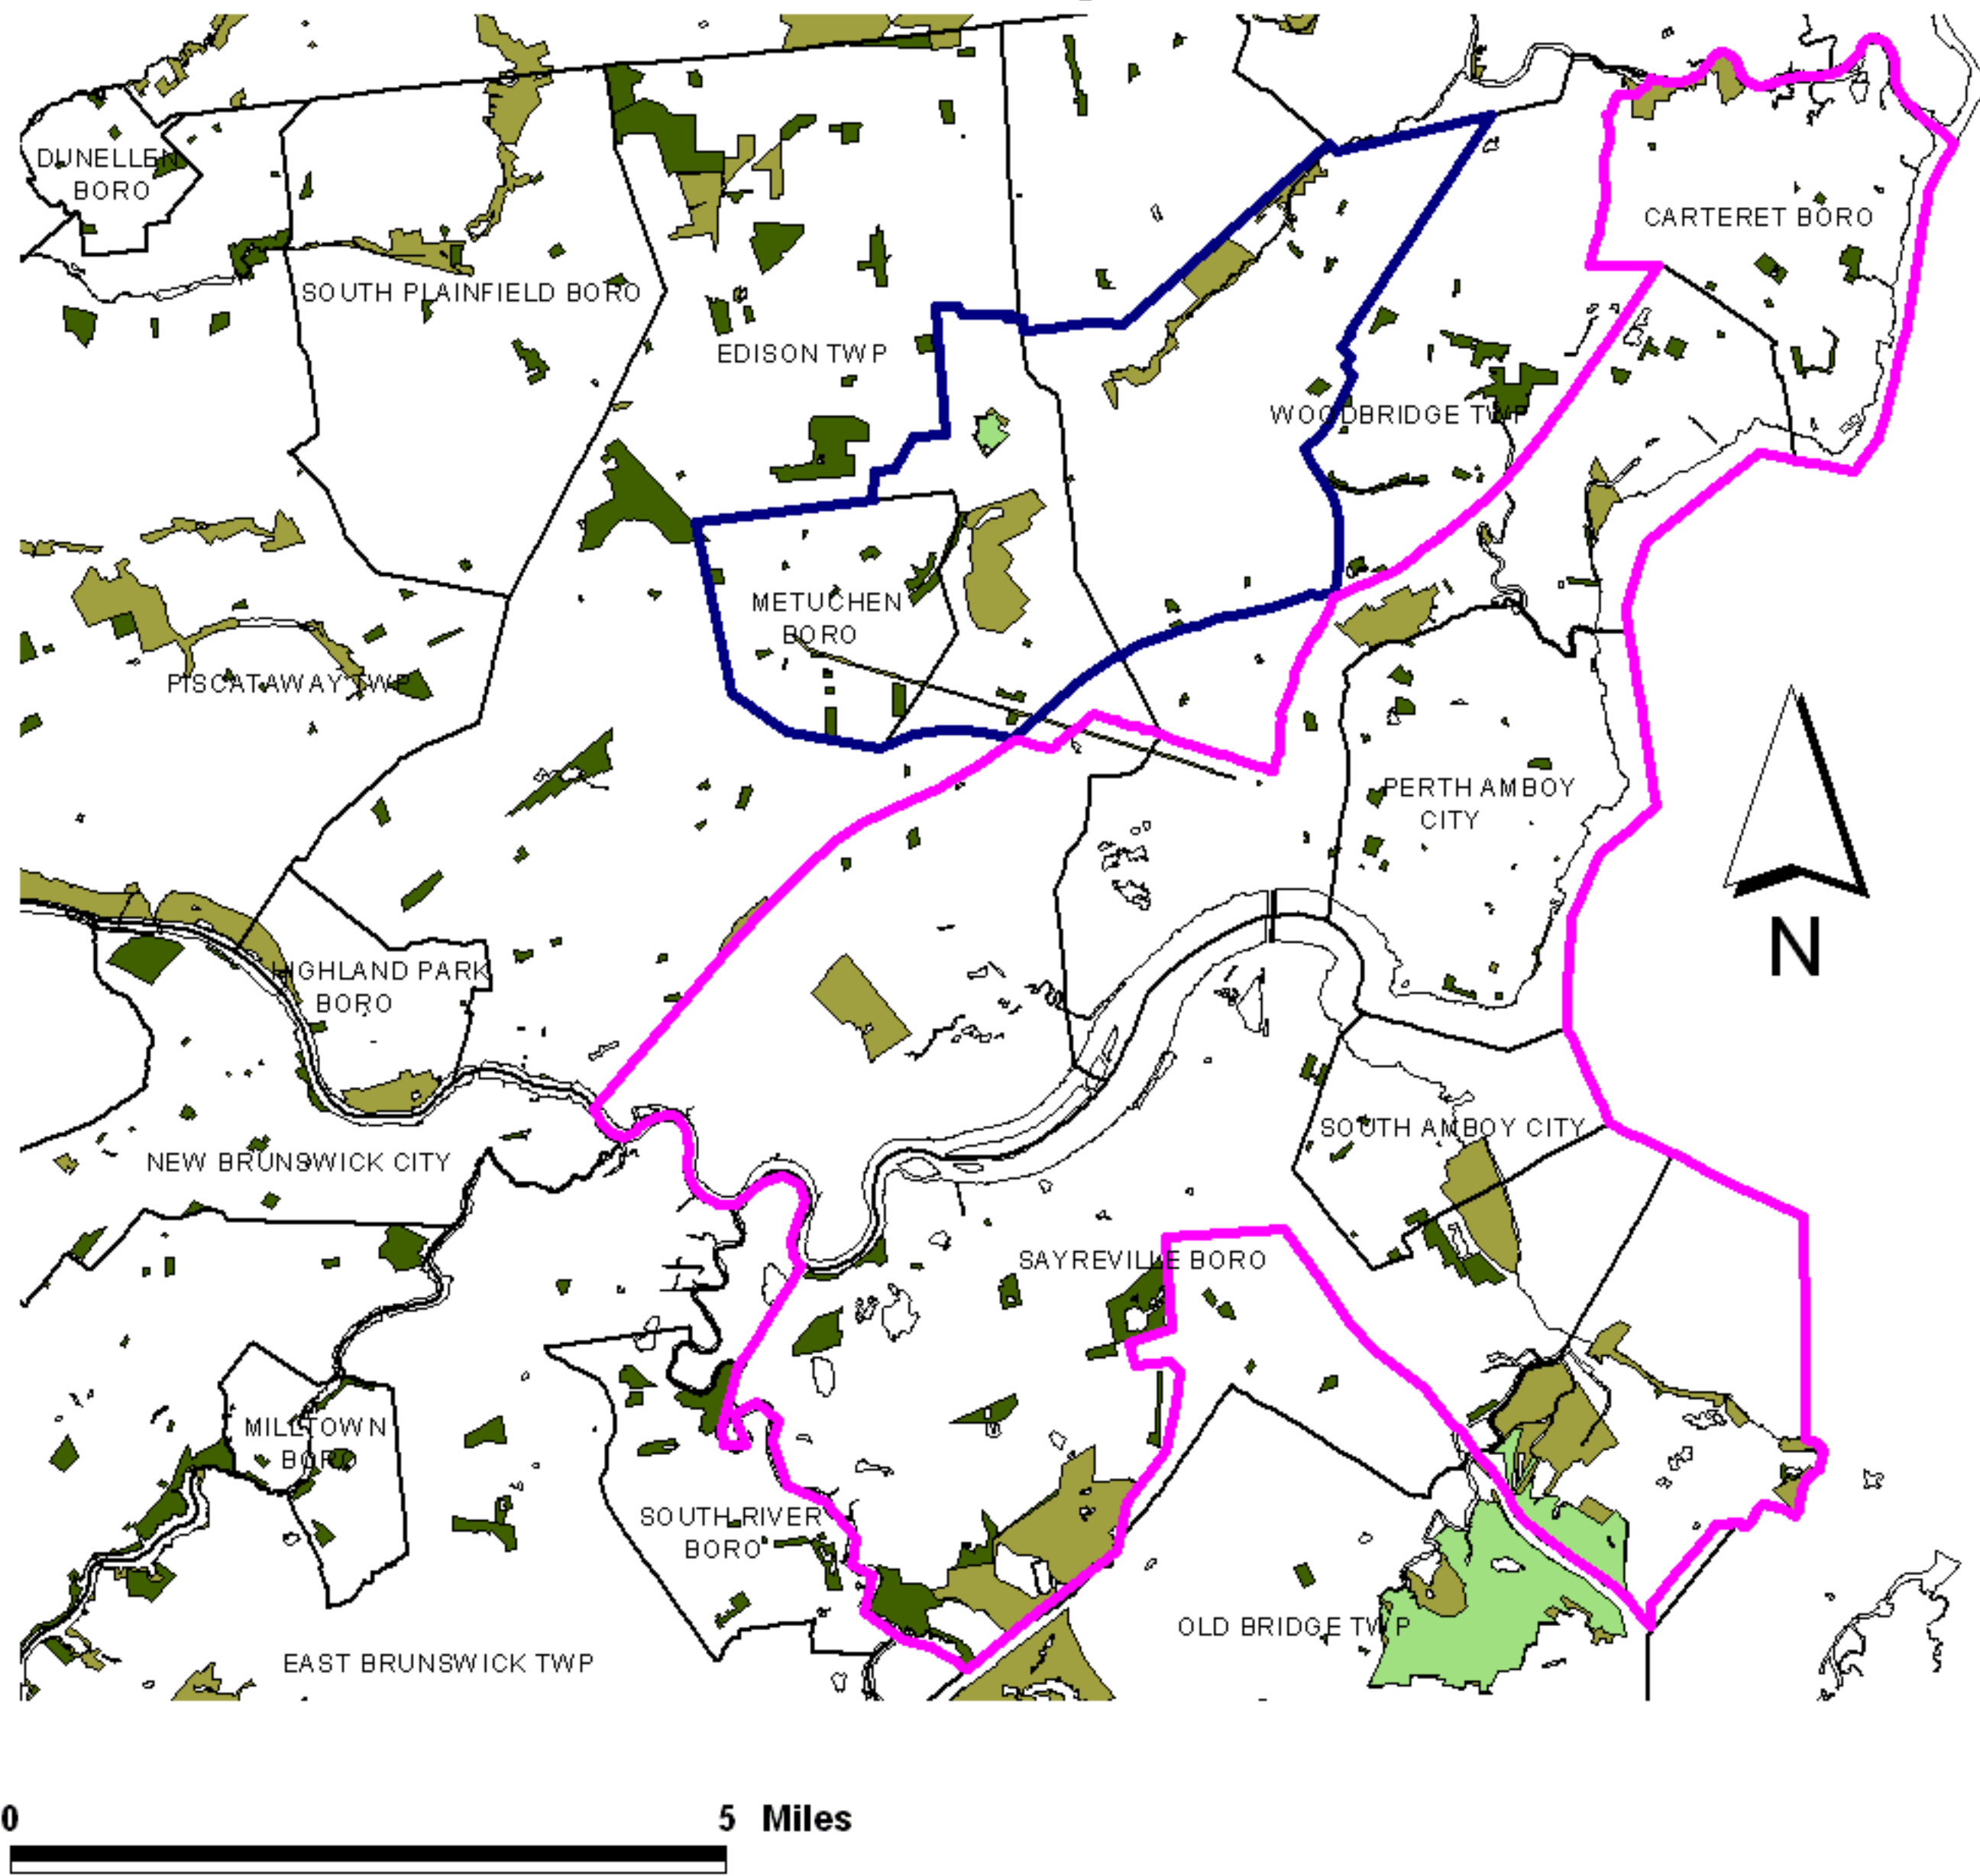 DUNELLEN
BORO
CARTERET BORO
SOUTH PLAINFIELD BORO
EDISON TWP
WOODBRIDGE TWP
METUCHEN
BORO
PISCATAWAY TWP
PERTH AMBOY
CITY
N
HIGHLAND PARK
BORO
SOUTH AMBOY CITY
NEW BRUNSWICK CITY
SAYREVILLE BORO
MILLTOWN
BORO
SOUTH RIVER
BORO
OLD BRIDGE TWP
EAST BRUNSWICK TWP
0 5 Miles